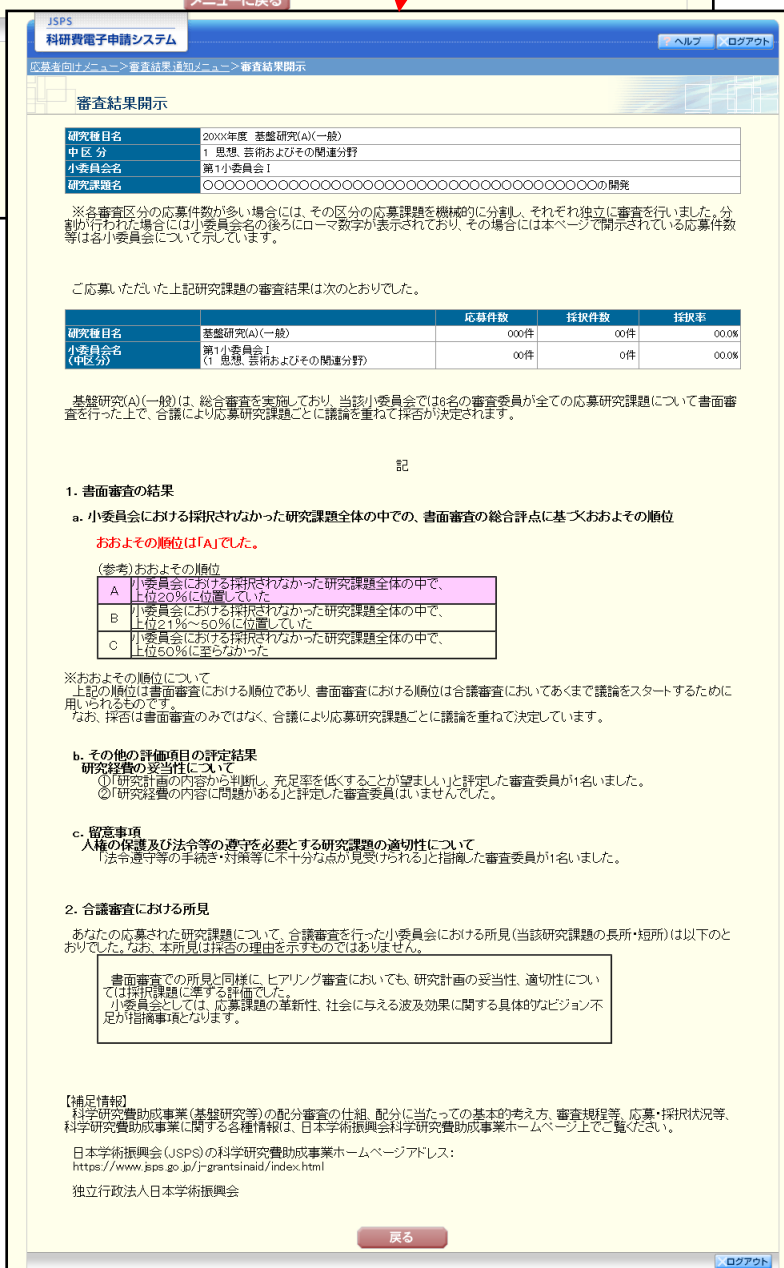 メニューに戻る
JSPS
科研費電子申請システム
ヘルプ
ログアウト
応募者向けメニュー>審査結果通知メニュー>審査結果開示
審査結果開示
研究種目名 20XX年度 基盤研究(A)(一般)
中区分 1 思想、芸術およびその関連分野
小委員会名 第1小委員会Ⅰ
研究課題名 ○○○○○○○○○○○○○○○○○○○○○○○○○○○○○○○○○○○○○の開発
※各審査区分の応募件数が多い場合には、その区分の応募課題を機械的に分割し、それぞれ独立に審査を行いました。分
割が行われた場合には小委員会名の後ろにローマ数字が表示されており、その場合には本ページで開示されている応募件数
等は各小委員会について示しています。
ご応募いただいた上記研究課題の審査結果は次のとおりでした。
応募件数 採択件数 採択率
研究種目名 基盤研究(A)(一般) 000件 00件 00.0%
小委員会名 第1小委員会Ⅰ
(中区分) (1 思想、芸術およびその関連分野) 00件 0件 00.0%
基盤研究(A)(一般)は、総合審査を実施しており、当該小委員会では6名の審査委員が全ての応募研究課題について書面審
査を行った上で、合議により応募研究課題ごとに議論を重ねて採否が決定されます。
記
1. 書面審査の結果
a. 小委員会における採択されなかった研究課題全体の中での、書面審査の総合評点に基づくおおよその順位
おおよその順位は「A」でした。
(参考)おおよその順位
A 小委員会における採択されなかった研究課題全体の中で、
上位20%に位置していた
B 小委員会における採択されなかった研究課題全体の中で、
上位21%~50%に位置していた
C 小委員会における採択されなかった研究課題全体の中で、
上位50%に至らなかった
※おおよその順位について
上記の順位は書面審査における順位であり、書面審査における順位は合議審査においてあくまで議論をスタートするために
用いられるものです。
なお、採否は書面審査のみではなく、合議により応募研究課題ごとに議論を重ねて決定しています。
b. その他の評価項目の評定結果
研究経費の妥当性について
①「研究計画の内容から判断し、充足率を低くすることが望ましい」と評定した審査委員が1名いました。
②「研究経費の内容に問題がある」と評定した審査委員はいませんでした。
c. 留意事項
人権の保護及び法令等の遵守を必要とする研究課題の適切性について
「法令遵守等の手続き・対策等に不十分な点が見受けられる」と指摘した審査委員が1名いました。
2. 合議審査における所見
あなたの応募された研究課題について、合議審査を行った小委員会における所見(当該研究課題の長所・短所)は以下のと
おりでした。なお、本所見は採否の理由を示すものではありません。
書面審査での所見と同様に、ヒアリング審査においても、研究計画の妥当性、適切性につい
ては採択課題に準ずる評価でした。
小委員会としては、応募課題の革新性、社会に与える波及効果に関する具体的なビジョン不
足が指摘事項となります。
【補足情報】
科学研究費助成事業(基盤研究等)の配分審査の仕組、配分に当たっての基本的考え方、審査規程等、応募・採択状況等、
科学研究費助成事業に関する各種情報は、日本学術振興会科学研究費助成事業ホームページ上でご覧ください。
日本学術振興会(JSPS)の科学研究費助成事業ホームページアドレス:
https://www.jsps.go.jp/j-grantsinaid/index.html
独立行政法人日本学術振興会
戻る
ログアウト